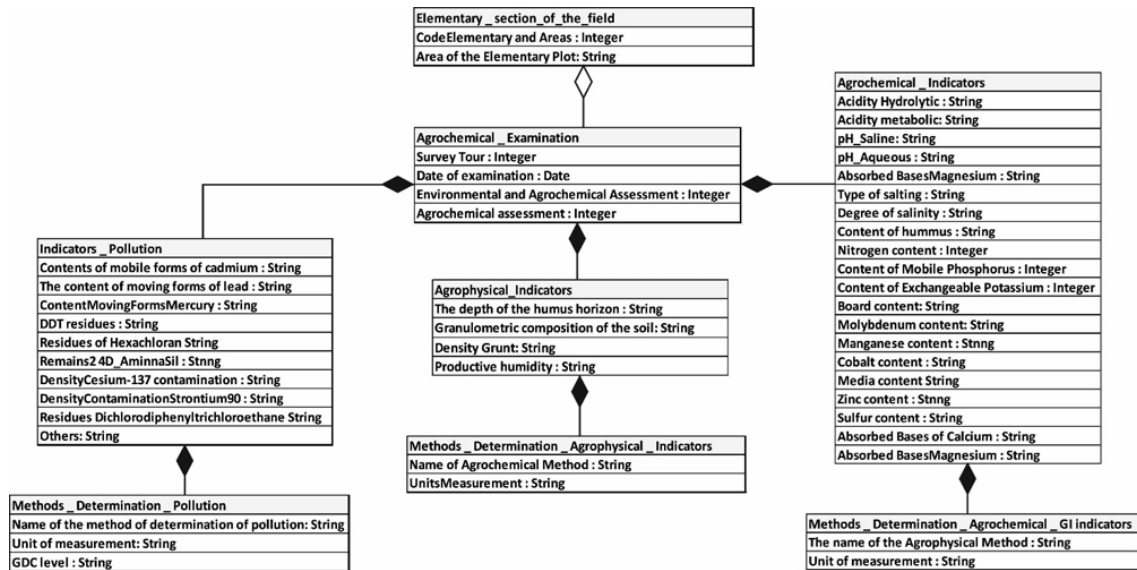 Elementary _ section_of_the_field
CodeElementary and Areas : Integer
Area of the Elementary Plot: String
Agrochemical _ Examination
Survey Tour : Integer
Date of examination : Date
Environmental and Agrochemical Assessment : Integer
Agrochemical assessment : Integer
Agrochemical _ Indicators
Acidity Hydrolytic : String
Acidity metabolic: String
pH_Saline: String
pH_Aqueous : String
Absorbed BasesMagnesium : String
Type of salting : String
Degree of salinity : String
Content of hummus : String
Nitrogen content : Integer
Content of Mobile Phosphorus : Integer
Content of Exchangeable Potassium : Integer
Board content: String
Molybdenum content: String
Manganese content : Stnng
Cobalt content : String
Media content String
Zinc content : Stnng
Sulfur content : String
Absorbed Bases of Calcium : String
Absorbed BasesMagnesium : String
Indicators _ Pollution
Contents of mobile forms of cadmium : String
The content of moving forms of lead : String
ContentMovingFormsMercury : String
DDT residues : String
Residues of Hexachloran String
Remains2 4D_AminnaSil : Stnng
DensityCesium-137 contamination : String
DensityContaminationStrontium90 : String
Residues Dichlorodiphenyltrichloroethane String
Others: String
Agrophysical_Indicators
The depth of the humus horizon : String
Granulometric composition of the soil: String
Density Grunt: String
Productive humidity : String
Methods _ Determination _ Agrophysical _ Indicators
Name of Agrochemical Method : String
UnitsMeasurement : String
Methods _ Determination _ Pollution
Name of the method of determination of pollution: String
Unit of measurement: String
GDC level : String
Methods _ Determination _ Agrochemical _ GI indicators
The name of the Agrophysical Method : String
Unit of measurement : String